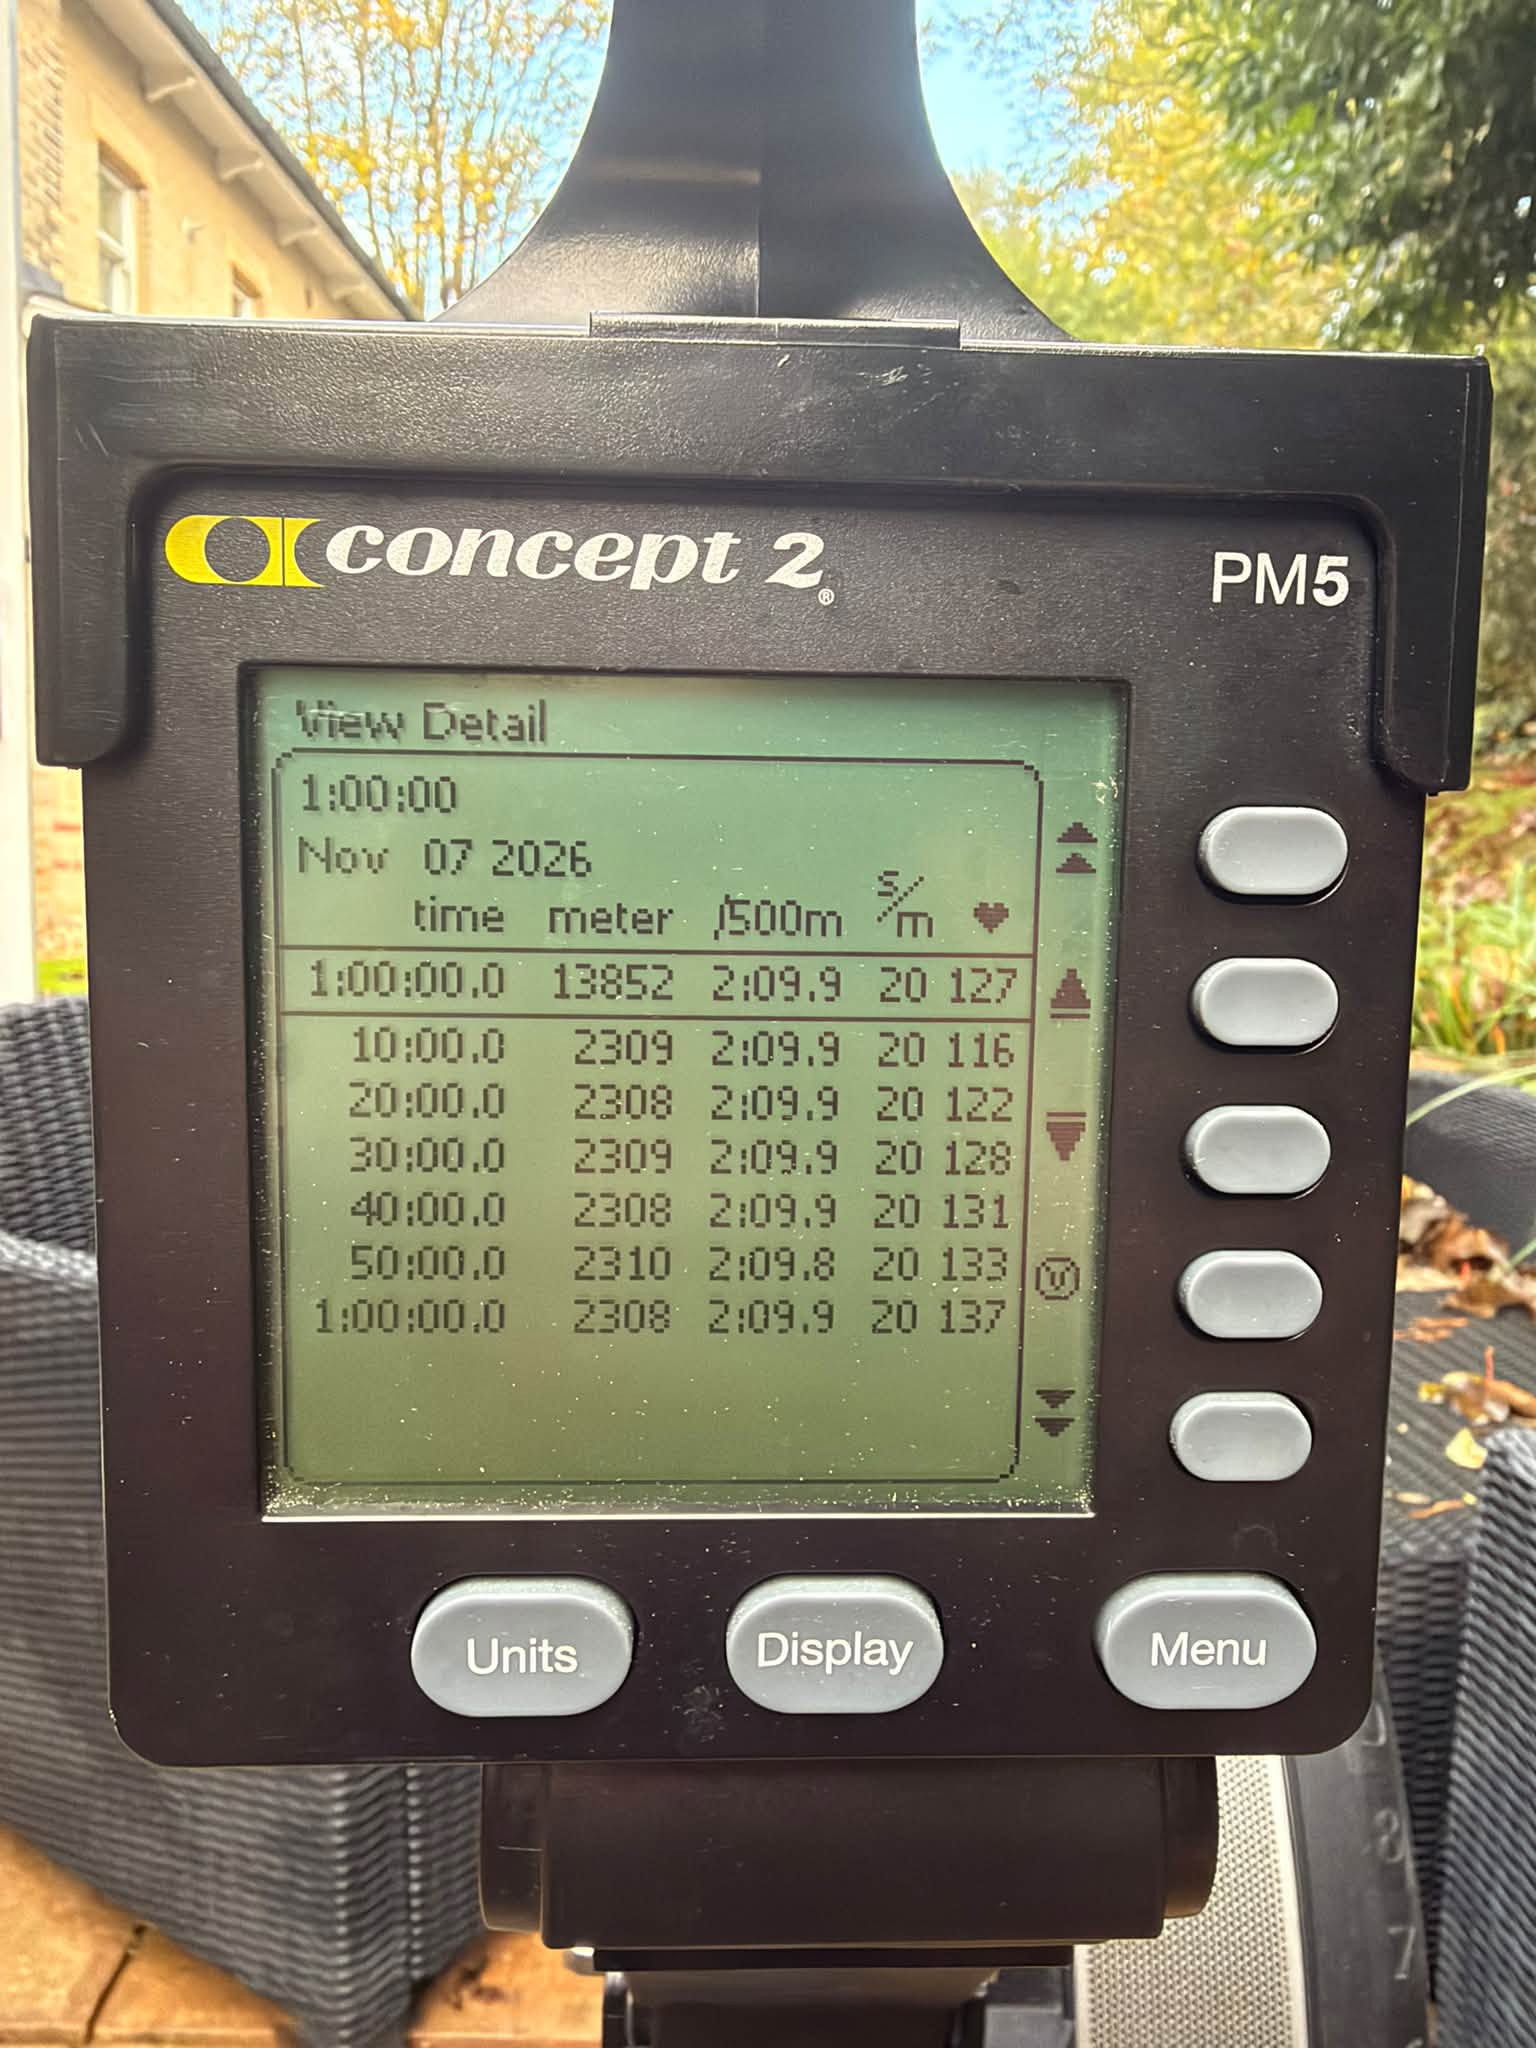 concept 2®
PM5
View Detail
1:00:00
Nov 07 2026
time meter /500m s/m ♥
1:00:00.0 13852 2:09.9 20 127
10:00.0 2309 2:09.9 20 116
20:00.0 2308 2:09.9 20 122
30:00.0 2309 2:09.9 20 128
40:00.0 2308 2:09.9 20 131
50:00.0 2310 2:09.8 20 133
1:00:00.0 2308 2:09.9 20 137
Units Display Menu